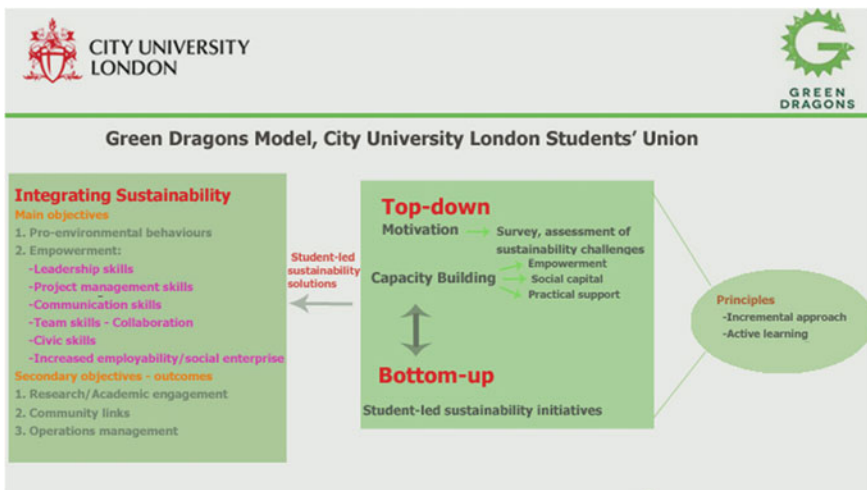 CITY UNIVERSITY
LONDON
GREEN
DRAGONS
Green Dragons Model, City University London Students’ Union
Integrating Sustainability
Main objectives
1. Pro-environmental behaviours
2. Empowerment:
-Leadership skills
-Project management skills
-Communication skills
-Team skills - Collaboration
-Civic skills
-Increased employability/social enterprise
Secondary objectives - outcomes
1. Research/Academic engagement
2. Community links
3. Operations management
Student-led
sustainability
solutions
Top-down
Motivation
Survey, assessment of
sustainability challenges
Capacity Building
Empowerment
Social capital
Practical support
Bottom-up
Student-led sustainability initiatives
Principles
-Incremental approach
-Active learning